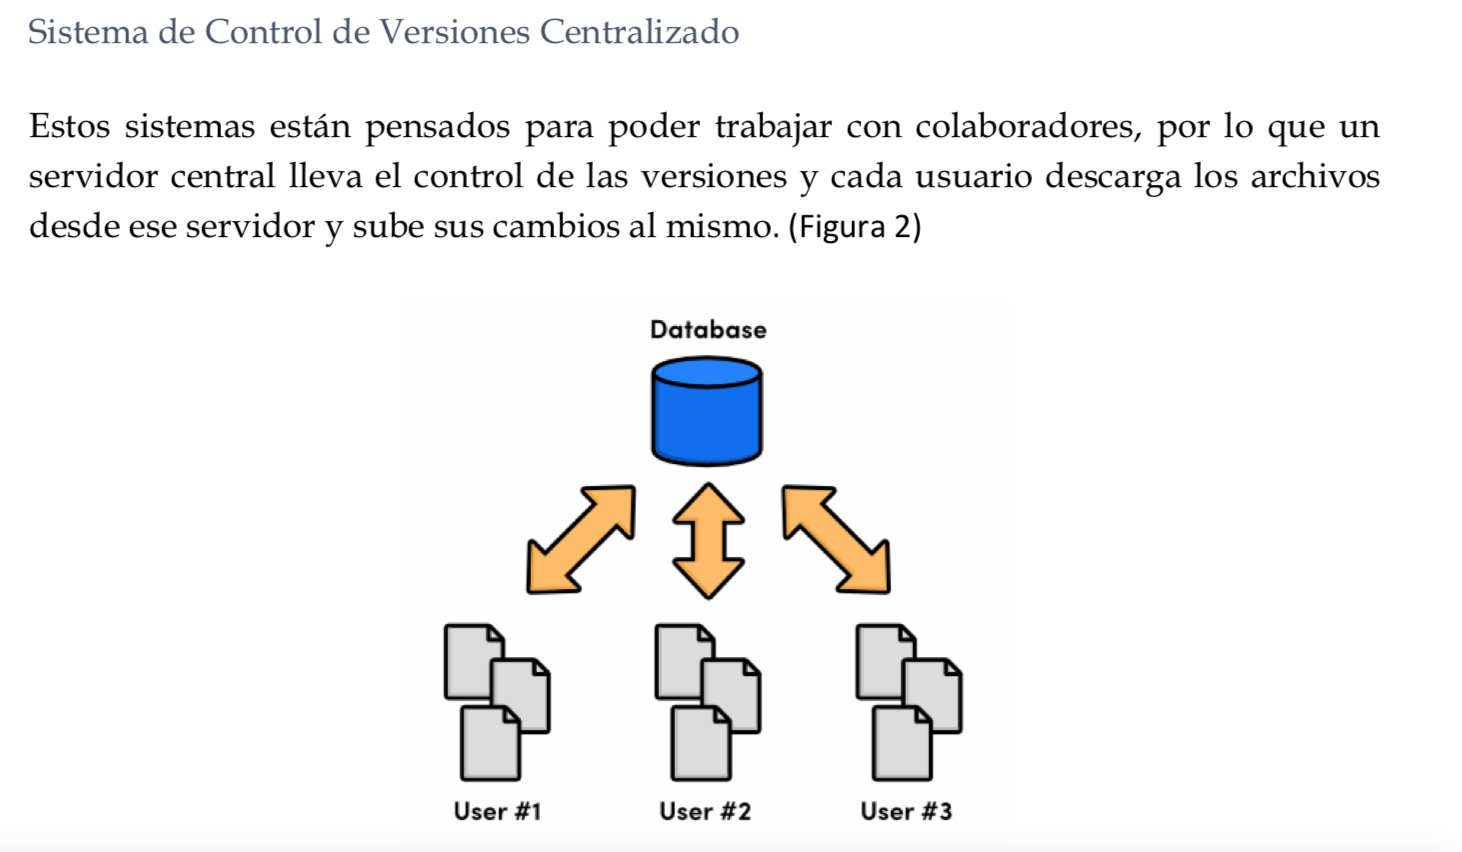 Sistema de Control de Versiones Centralizado
Estos sistemas están pensados para poder trabajar con colaboradores, por lo que un
servidor central lleva el control de las versiones y cada usuario descarga los archivos
desde ese servidor y sube sus cambios al mismo. (Figura 2)
Database
User #1
User #2
User #3